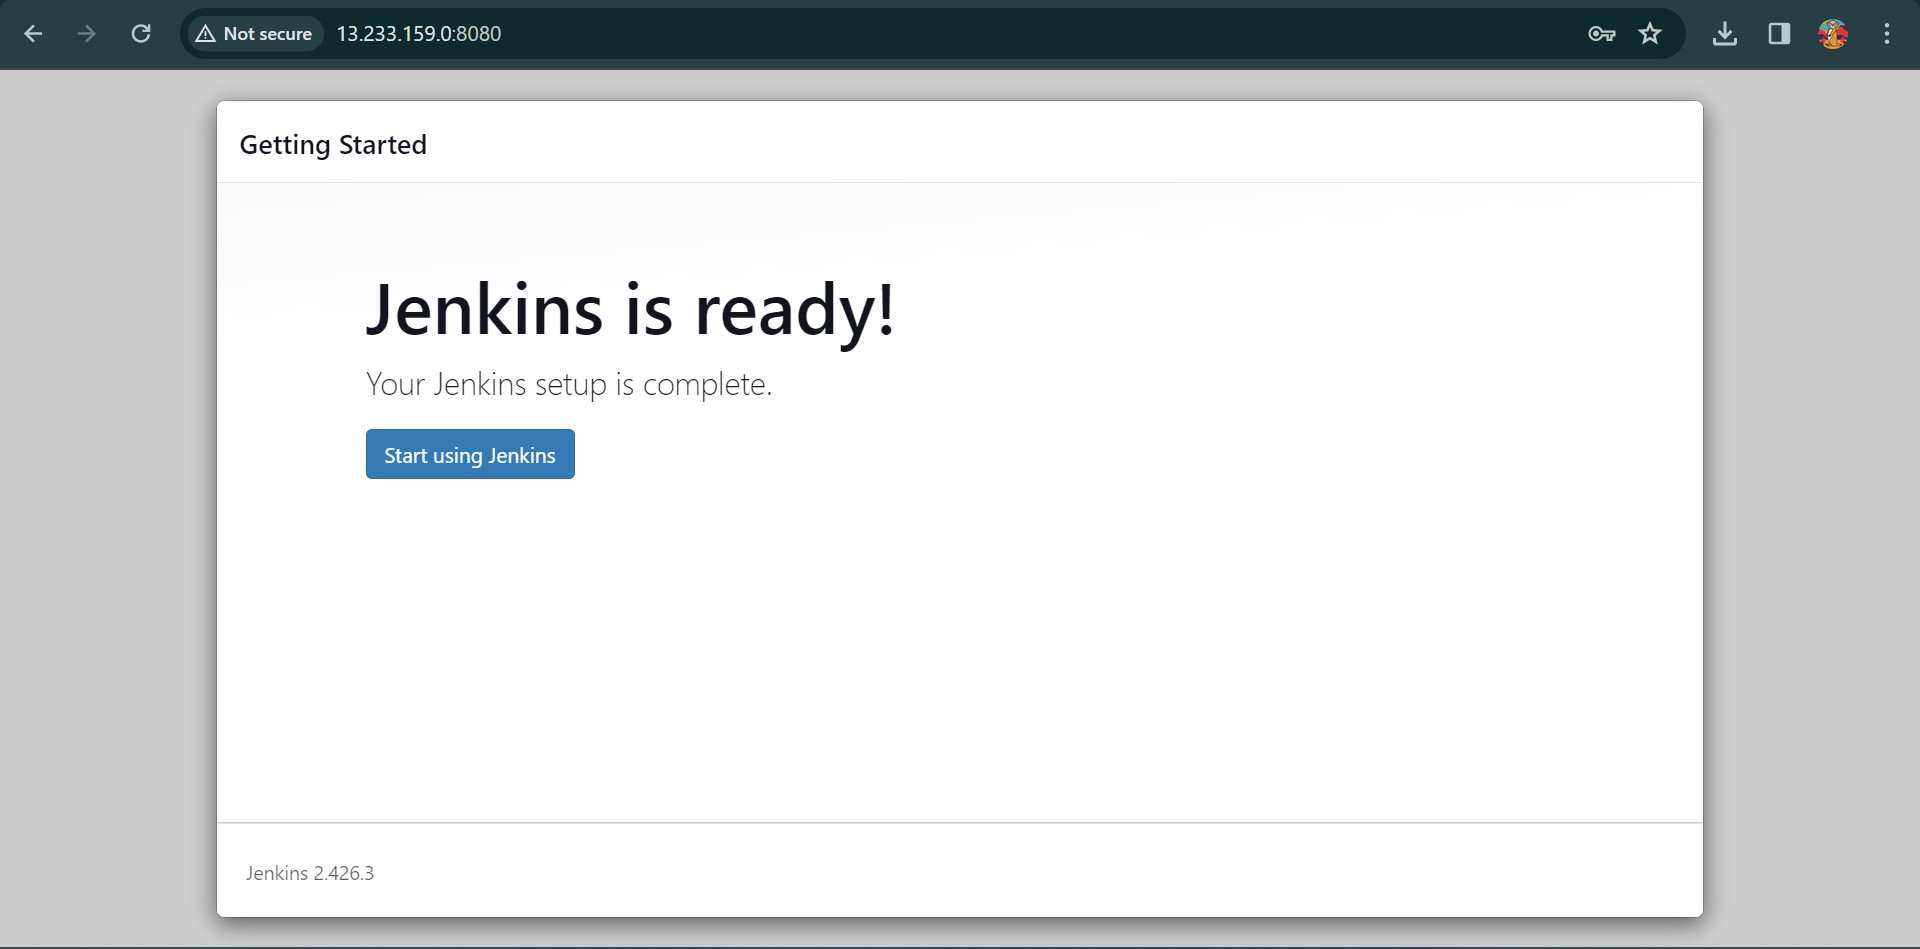 Not secure 13.233.159.0:8080
Getting Started
Jenkins is ready!
Your Jenkins setup is complete.
Start using Jenkins
Jenkins 2.426.3